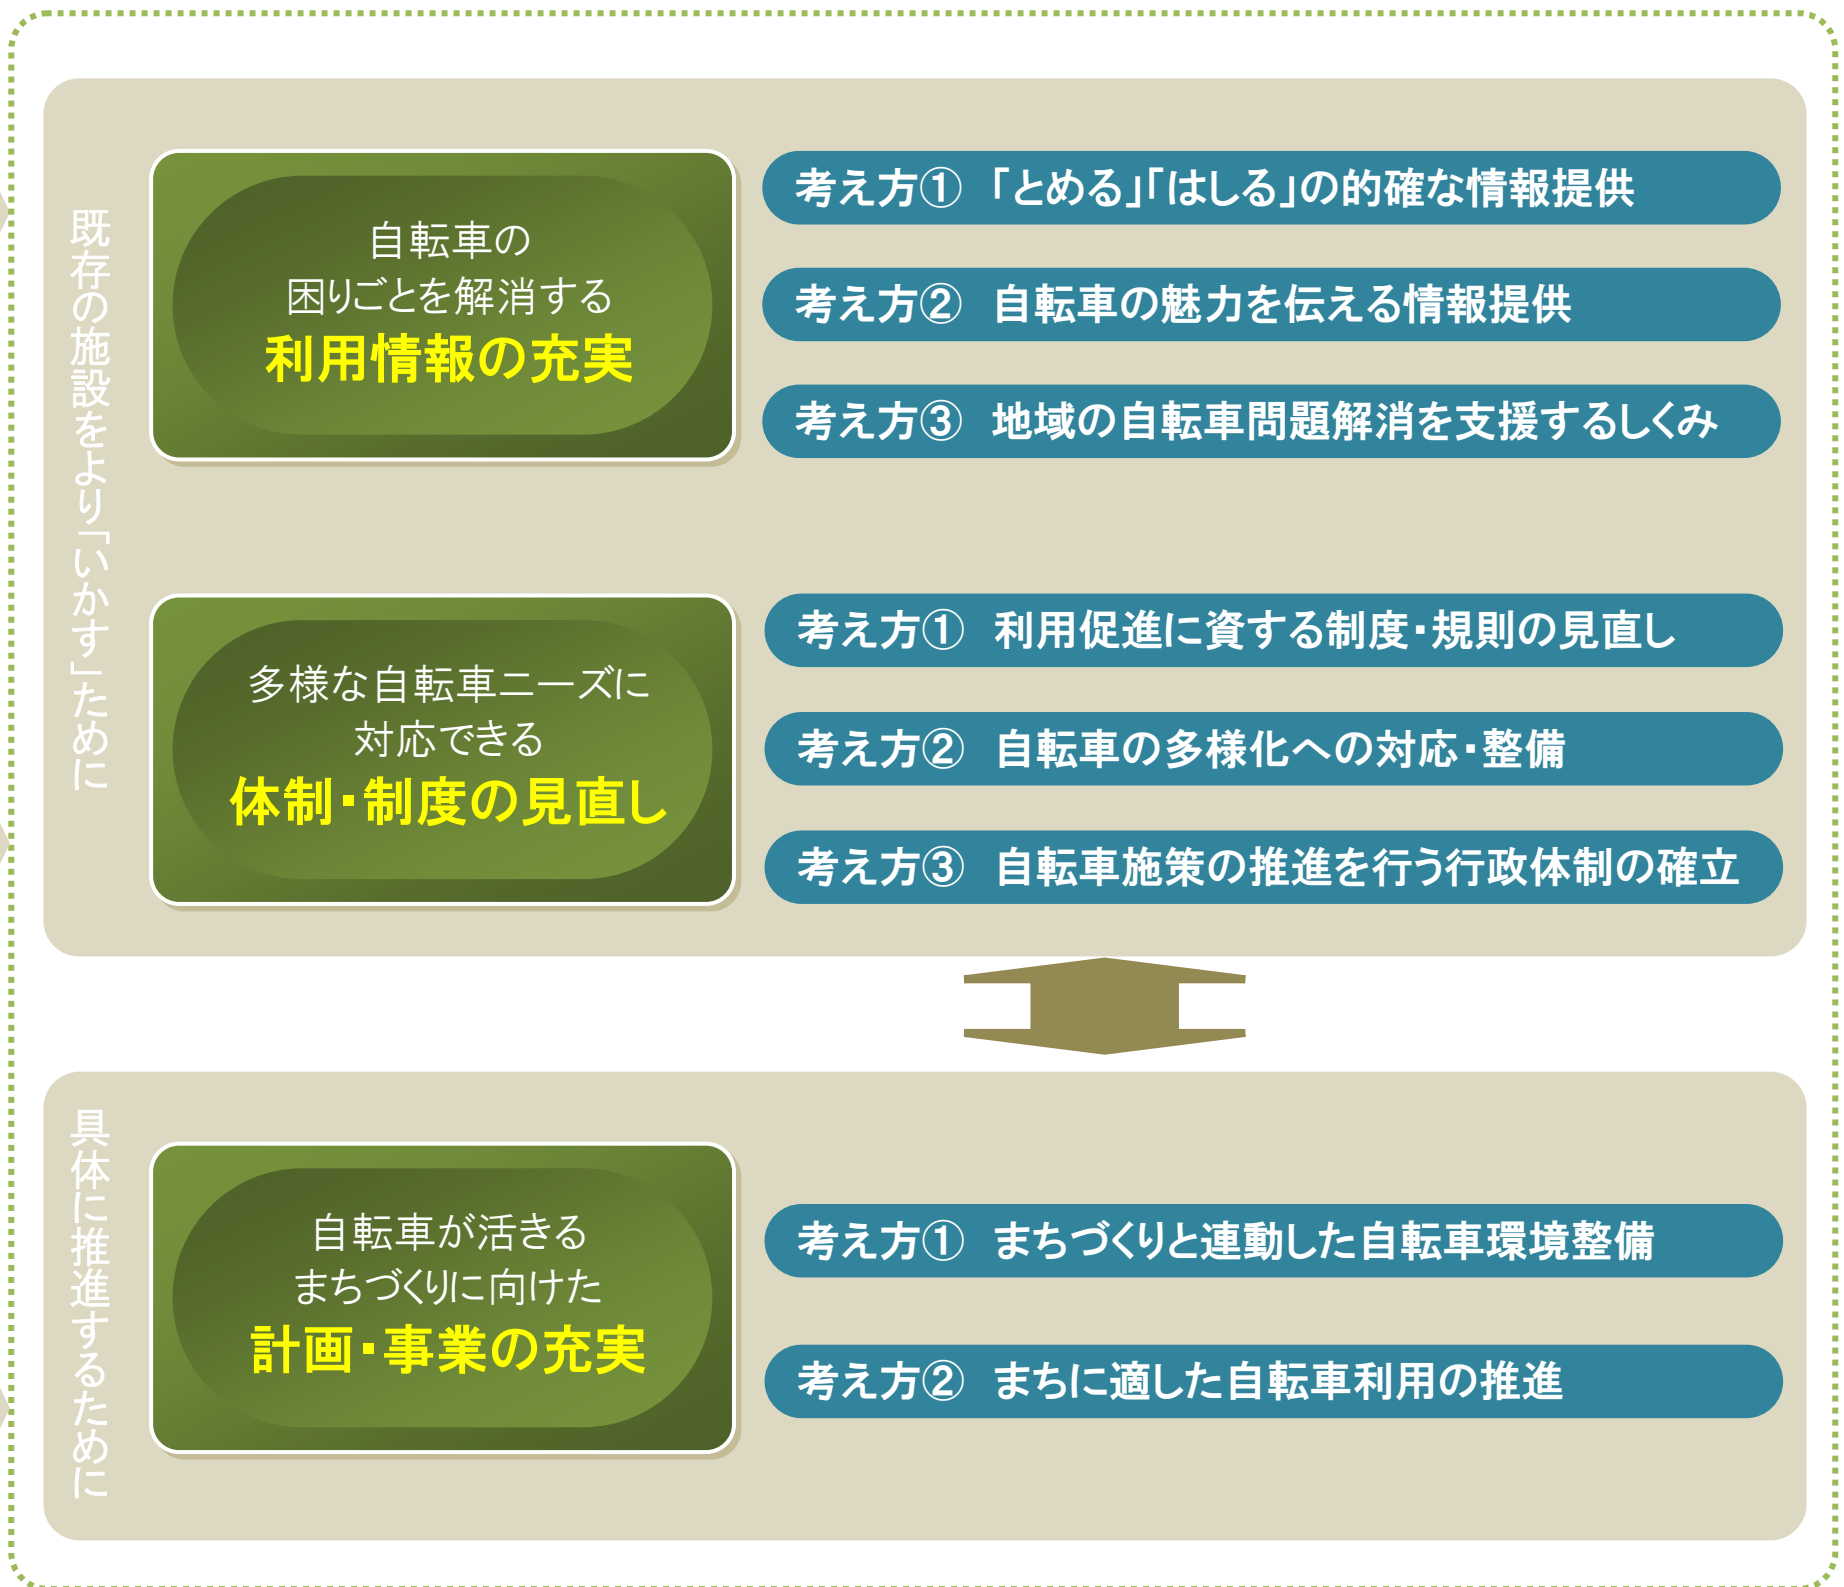 既存の施設をより「いかす」ために
自転車の
困りごとを解消する
利用情報の充実
考え方① 「とめる」「はしる」の的確な情報提供
考え方② 自転車の魅力を伝える情報提供
考え方③ 地域の自転車問題解消を支援するしくみ
多様な自転車ニーズに
対応できる
体制・制度の見直し
考え方① 利用促進に資する制度・規則の見直し
考え方② 自転車の多様化への対応・整備
考え方③ 自転車施策の推進を行う行政体制の確立
具体に推進するために
自転車が活きる
まちづくりに向けた
計画・事業の充実
考え方① まちづくりと連動した自転車環境整備
考え方② まちに適した自転車利用の推進